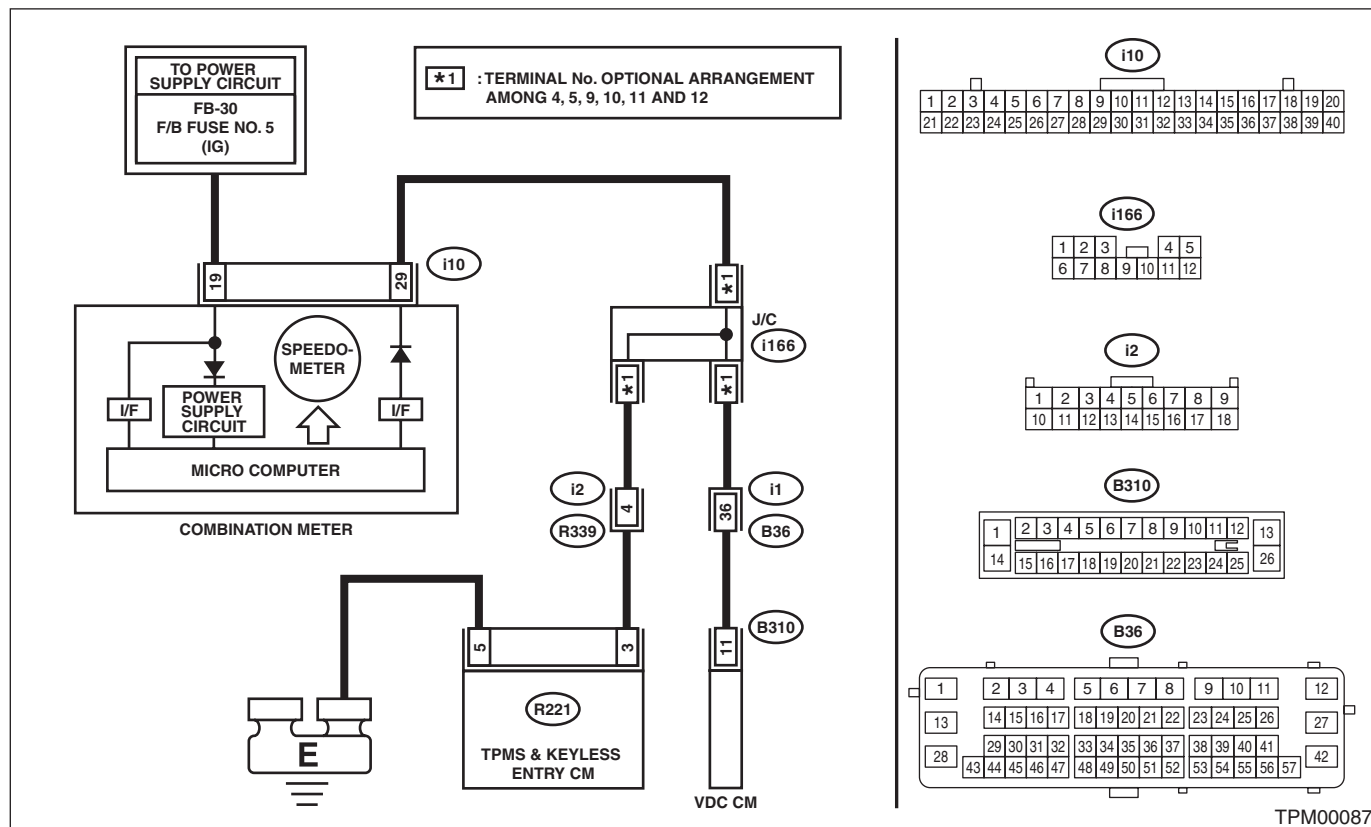 TO POWER
SUPPLY CIRCUIT
FB-30
F/B FUSE NO. 5
(IG)
*1 : TERMINAL No. OPTIONAL ARRANGEMENT
AMONG 4, 5, 9, 10, 11 AND 12
19
29
i10
*1
J/C
i166
*1
*1
SPEEDO-
METER
I/F
POWER
SUPPLY
CIRCUIT
I/F
MICRO COMPUTER
COMBINATION METER
i2
4
R339
i1
36
B36
B310
5
3
11
R221
TPMS & KEYLESS
ENTRY CM
E
VDC CM
i10
1 2 3 4 5 6 7 8 9 10 11 12 13 14 15 16 17 18 19 20
21 22 23 24 25 26 27 28 29 30 31 32 33 34 35 36 37 38 39 40
i166
1 2 3 4 5
6 7 8 9 10 11 12
i2
1 2 3 4 5 6 7 8 9
10 11 12 13 14 15 16 17 18
B310
1 2 3 4 5 6 7 8 9 10 11 12 13
14 15 16 17 18 19 20 21 22 23 24 25 26
B36
1 2 3 4 5 6 7 8 9 10 11 12
13 14 15 16 17 18 19 20 21 22 23 24 25 26 27
28 29 30 31 32 33 34 35 36 37 38 39 40 41 42
43 44 45 46 47 48 49 50 51 52 53 54 55 56 57
TPM00087